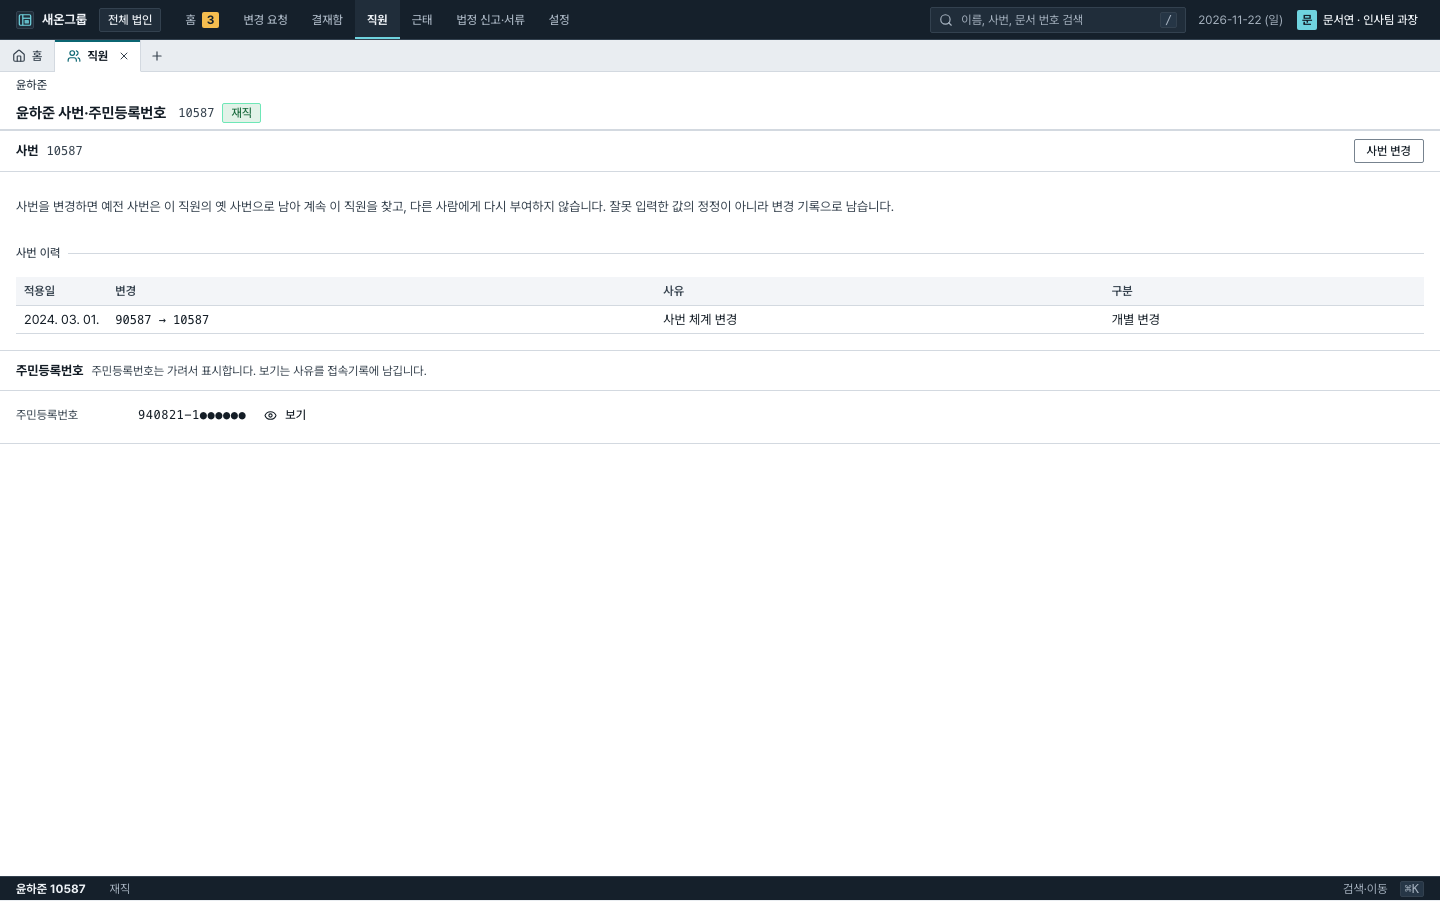 새온그룹 전체 법인 홈 3 변경 요청 결재함 직원 근태 법정 신고·서류 설정 이름, 사번, 문서 번호 검색 / 2026-11-22 (일) 문 문서연 · 인사팀 과장
홈 직원
윤하준
윤하준 사번·주민등록번호 10587 재직
사번 10587 사번 변경
사번을 변경하면 예전 사번은 이 직원의 옛 사번으로 남아 계속 이 직원을 찾고, 다른 사람에게 다시 부여하지 않습니다. 잘못 입력한 값의 정정이 아니라 변경 기록으로 남습니다.
사번 이력
적용일 변경 사유 구분
2024. 03. 01. 90587 → 10587 사번 체계 변경 개별 변경
주민등록번호 주민등록번호는 가려서 표시합니다. 보기는 사유를 접속기록에 남깁니다.
주민등록번호 940821-1●●●●●● 보기
윤하준 10587 재직 검색·이동 ⌘K